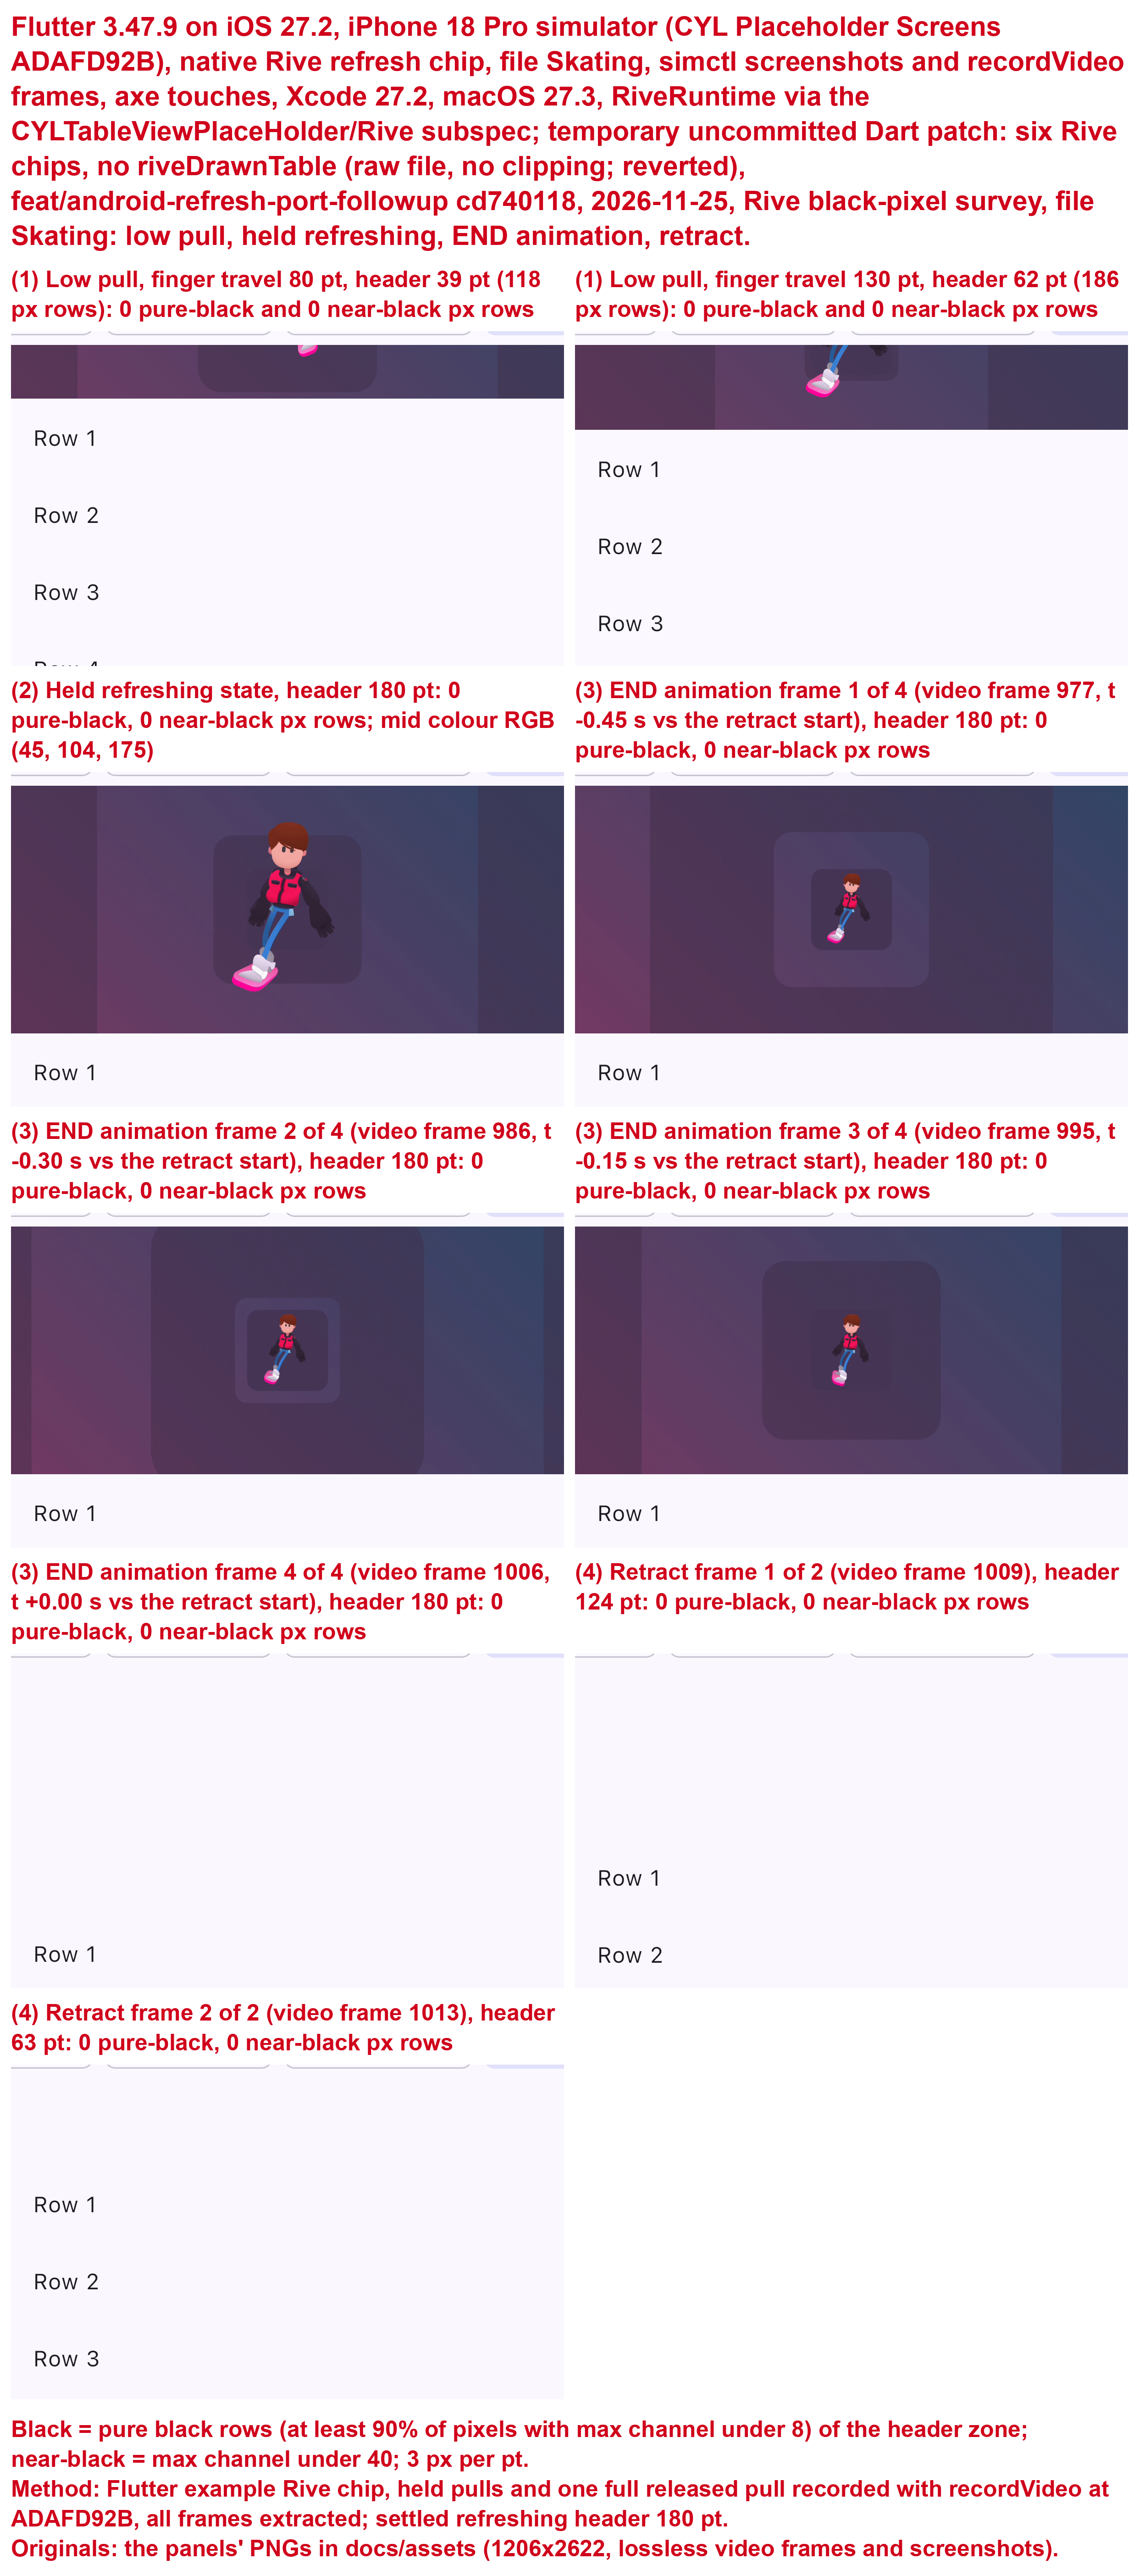 Flutter 3.47.9 on iOS 27.2, iPhone 18 Pro simulator (CYL Placeholder Screens
ADAFD92B), native Rive refresh chip, file Skating, simctl screenshots and recordVideo
frames, axe touches, Xcode 27.2, macOS 27.3, RiveRuntime via the
CYLTableViewPlaceHolder/Rive subspec; temporary uncommitted Dart patch: six Rive
chips, no riveDrawnTable (raw file, no clipping; reverted),
feat/android-refresh-port-followup cd740118, 2026-11-25, Rive black-pixel survey, file
Skating: low pull, held refreshing, END animation, retract.
(1) Low pull, finger travel 80 pt, header 39 pt (118
px rows): 0 pure-black and 0 near-black px rows
Row 1
Row 2
Row 3
(1) Low pull, finger travel 130 pt, header 62 pt (186
px rows): 0 pure-black and 0 near-black px rows
Row 1
Row 2
Row 3
(2) Held refreshing state, header 180 pt: 0
pure-black, 0 near-black px rows; mid colour RGB
(45, 104, 175)
Row 1
(3) END animation frame 1 of 4 (video frame 977, t
-0.45 s vs the retract start), header 180 pt: 0
pure-black, 0 near-black px rows
Row 1
(3) END animation frame 2 of 4 (video frame 986, t
-0.30 s vs the retract start), header 180 pt: 0
pure-black, 0 near-black px rows
Row 1
(3) END animation frame 3 of 4 (video frame 995, t
-0.15 s vs the retract start), header 180 pt: 0
pure-black, 0 near-black px rows
Row 1
(3) END animation frame 4 of 4 (video frame 1006,
t +0.00 s vs the retract start), header 180 pt: 0
pure-black, 0 near-black px rows
Row 1
(4) Retract frame 1 of 2 (video frame 1009), header
124 pt: 0 pure-black, 0 near-black px rows
Row 1
Row 2
(4) Retract frame 2 of 2 (video frame 1013), header
63 pt: 0 pure-black, 0 near-black px rows
Row 1
Row 2
Row 3
Black = pure black rows (at least 90% of pixels with max channel under 8) of the header zone;
near-black = max channel under 40; 3 px per pt.
Method: Flutter example Rive chip, held pulls and one full released pull recorded with recordVideo at
ADAFD92B, all frames extracted; settled refreshing header 180 pt.
Originals: the panels' PNGs in docs/assets (1206x2622, lossless video frames and screenshots).